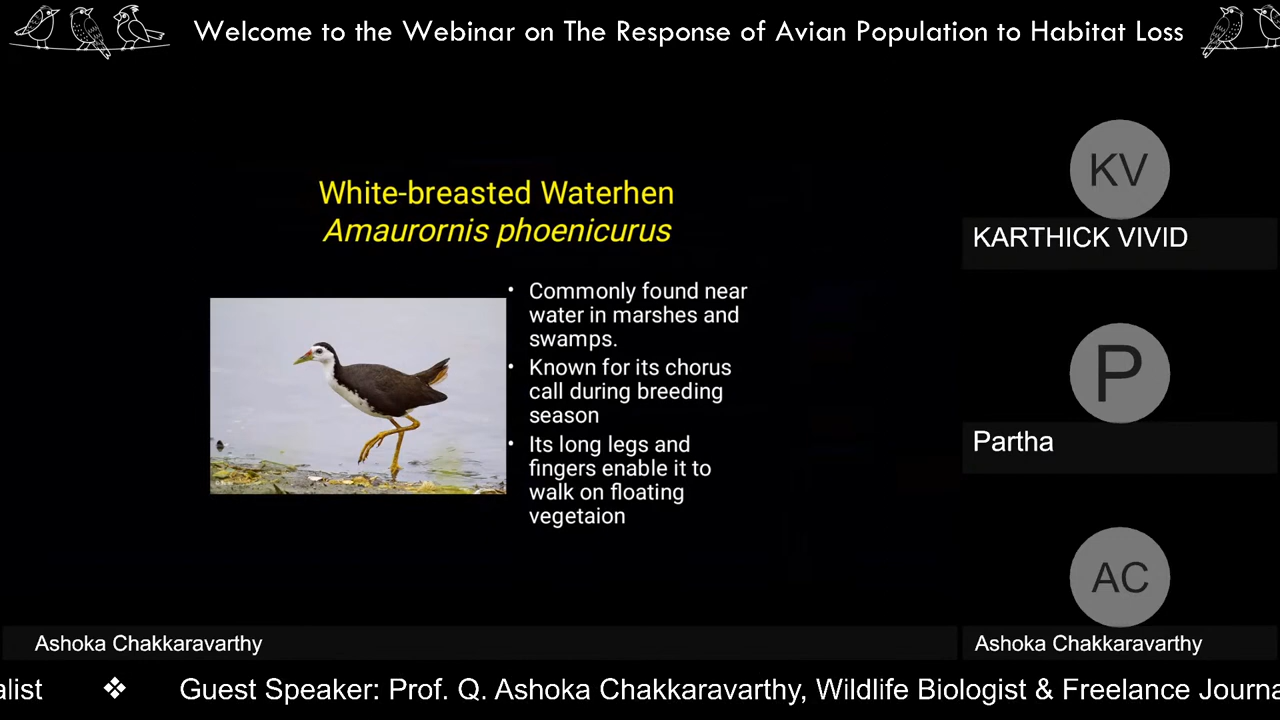 Welcome to the Webinar on The Response of Avian Population to Habitat Loss
White-breasted Waterhen
Amaurornis phoenicurus
• Commonly found near
water in marshes and
swamps.
• Known for its chorus
call during breeding
season
• Its long legs and
fingers enable it to
walk on floating
vegetaion
KV
KARTHICK VIVID
P
Partha
AC
Ashoka Chakkaravarthy
Ashoka Chakkaravarthy
alist ❖ Guest Speaker: Prof. Q. Ashoka Chakkaravarthy, Wildlife Biologist & Freelance Journa